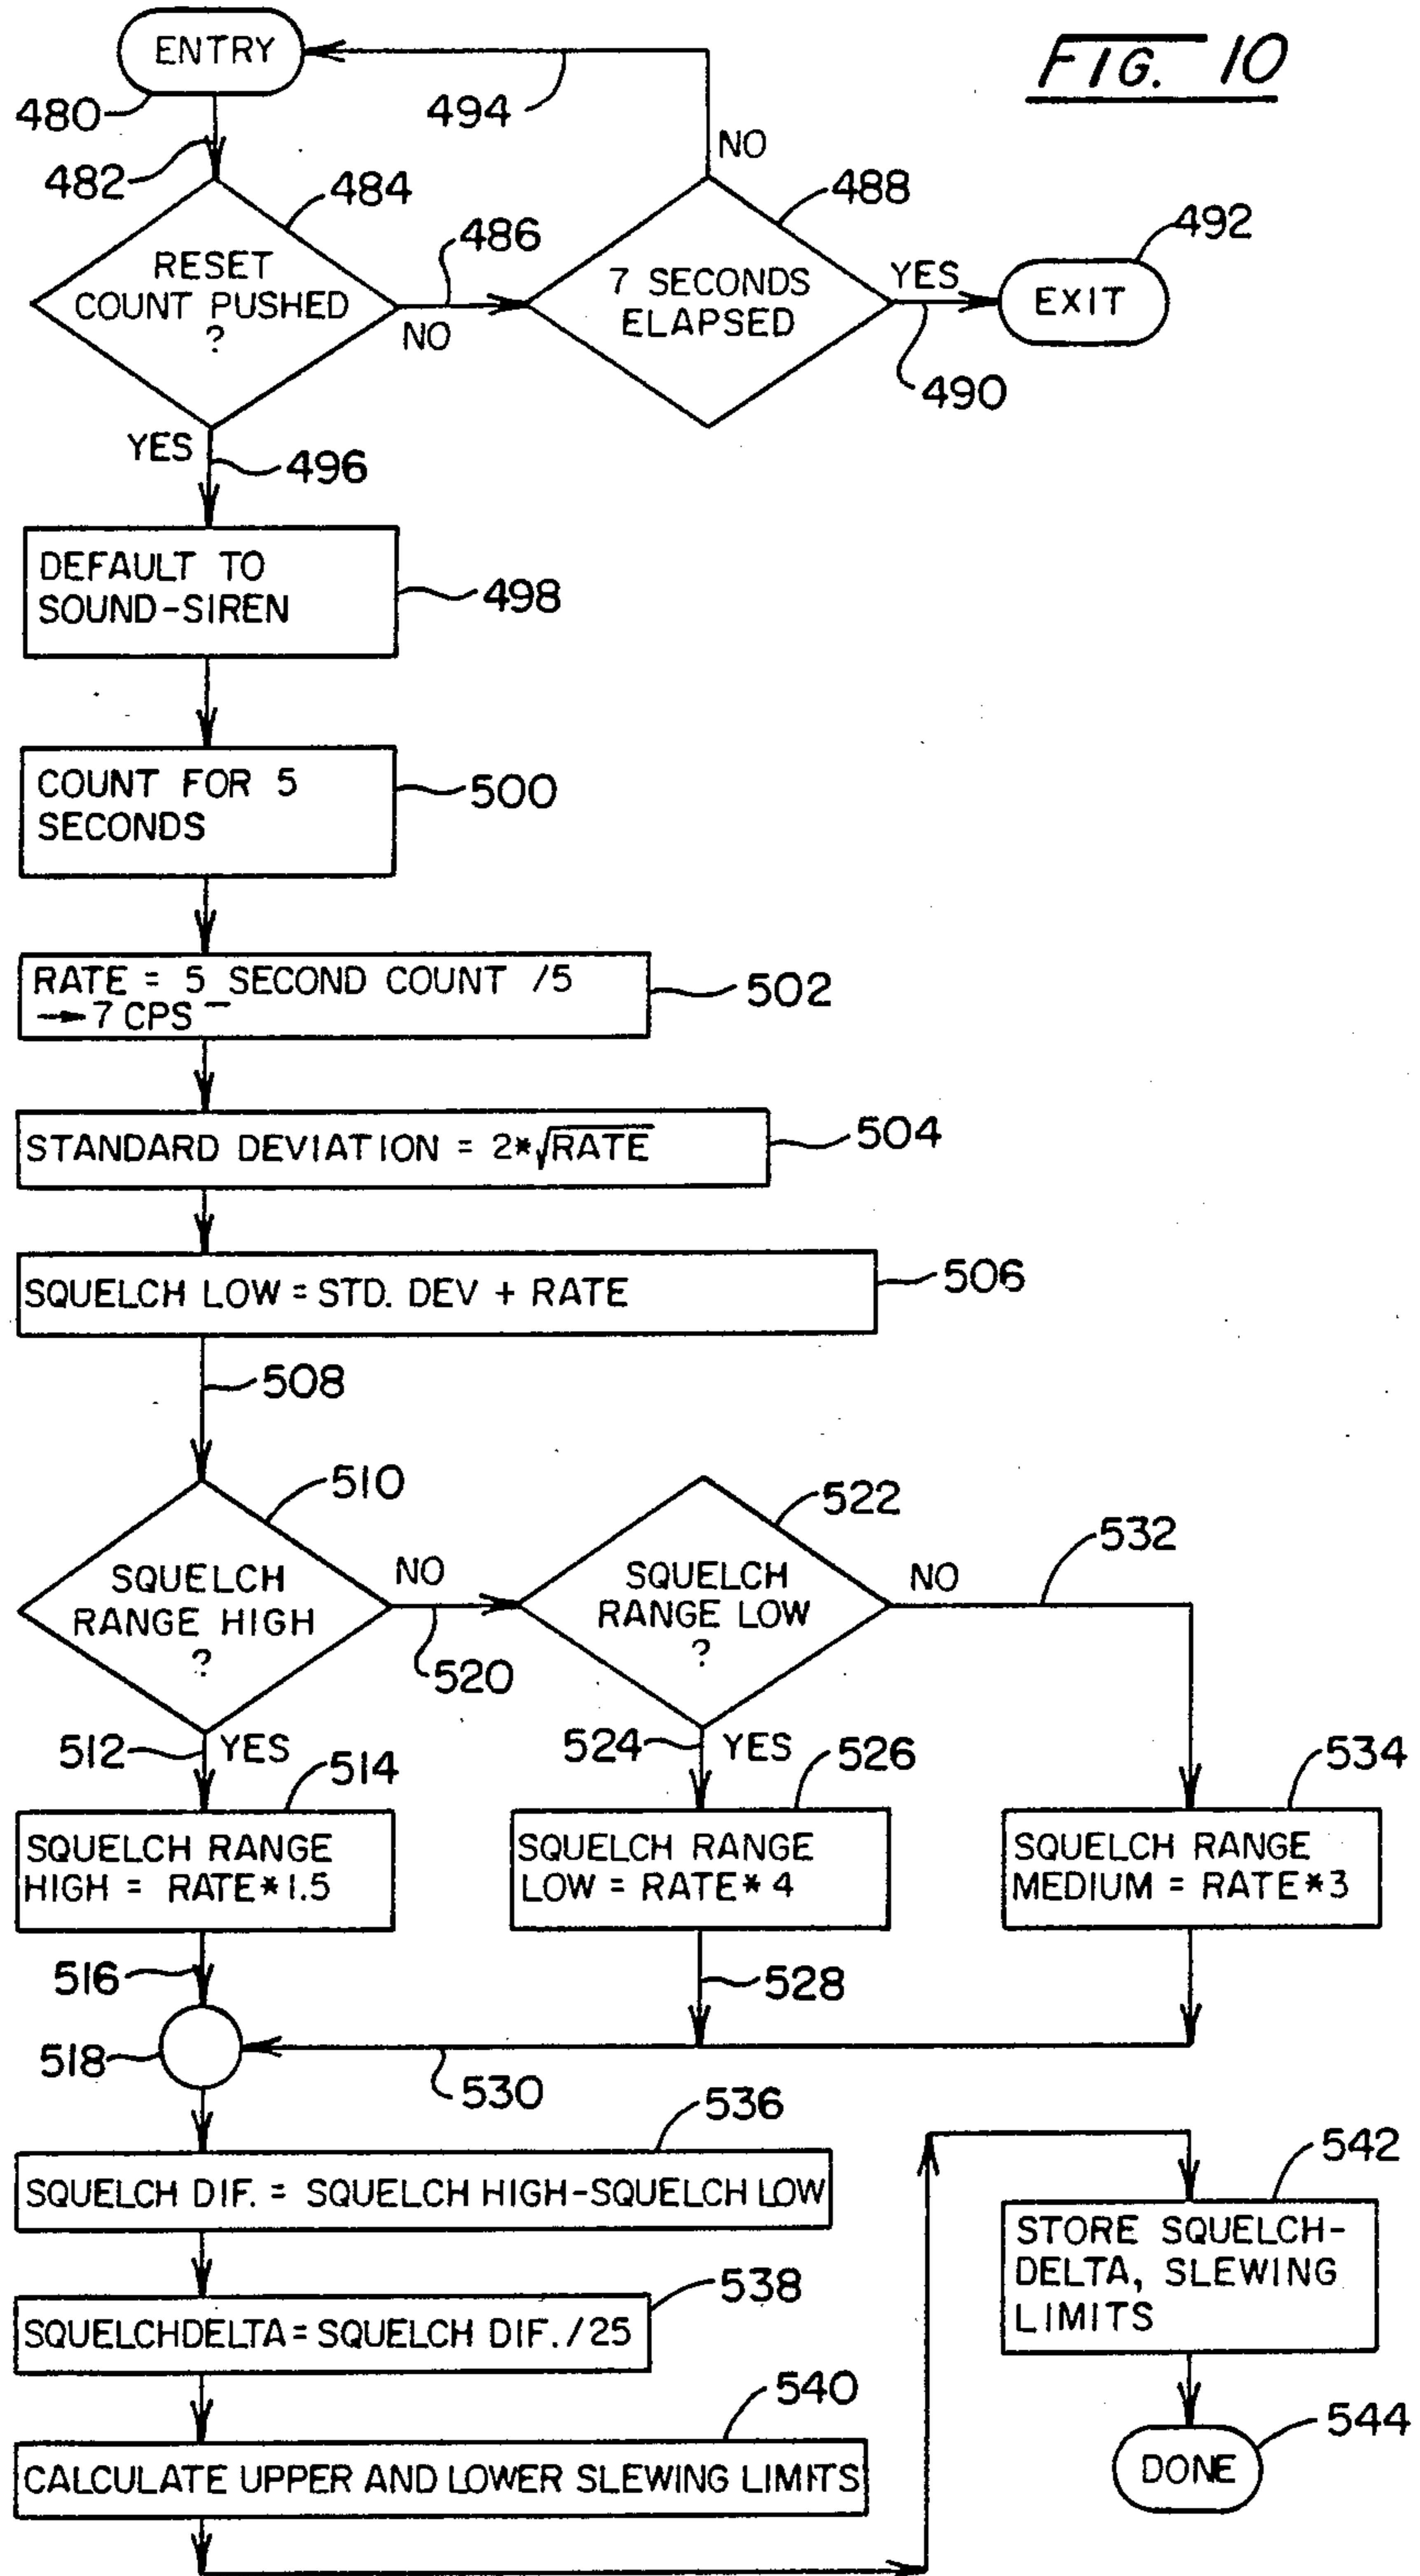 FIG. 10
ENTRY
480
494
NO
482
484
486
488
492
RESET
COUNT PUSHED
?
NO
7 SECONDS
ELAPSED
YES
EXIT
490
YES
496
DEFAULT TO
SOUND-SIREN
498
COUNT FOR 5
SECONDS
500
RATE = 5_SECOND COUNT /5
→ 7 CPS
502
STANDARD DEVIATION = 2*√RATE
504
SQUELCH LOW = STD. DEV + RATE
506
508
510
522
532
SQUELCH
RANGE HIGH
?
NO
520
SQUELCH
RANGE LOW
?
NO
512
YES
514
524
YES
526
534
SQUELCH RANGE
HIGH = RATE*1.5
SQUELCH RANGE
LOW = RATE*4
SQUELCH RANGE
MEDIUM = RATE*3
516
528
518
530
536
SQUELCH DIF. = SQUELCH HIGH-SQUELCH LOW
542
STORE SQUELCH-
DELTA, SLEWING
LIMITS
538
SQUELCHDELTA = SQUELCH DIF. /25
540
CALCULATE UPPER AND LOWER SLEWING LIMITS
544
DONE